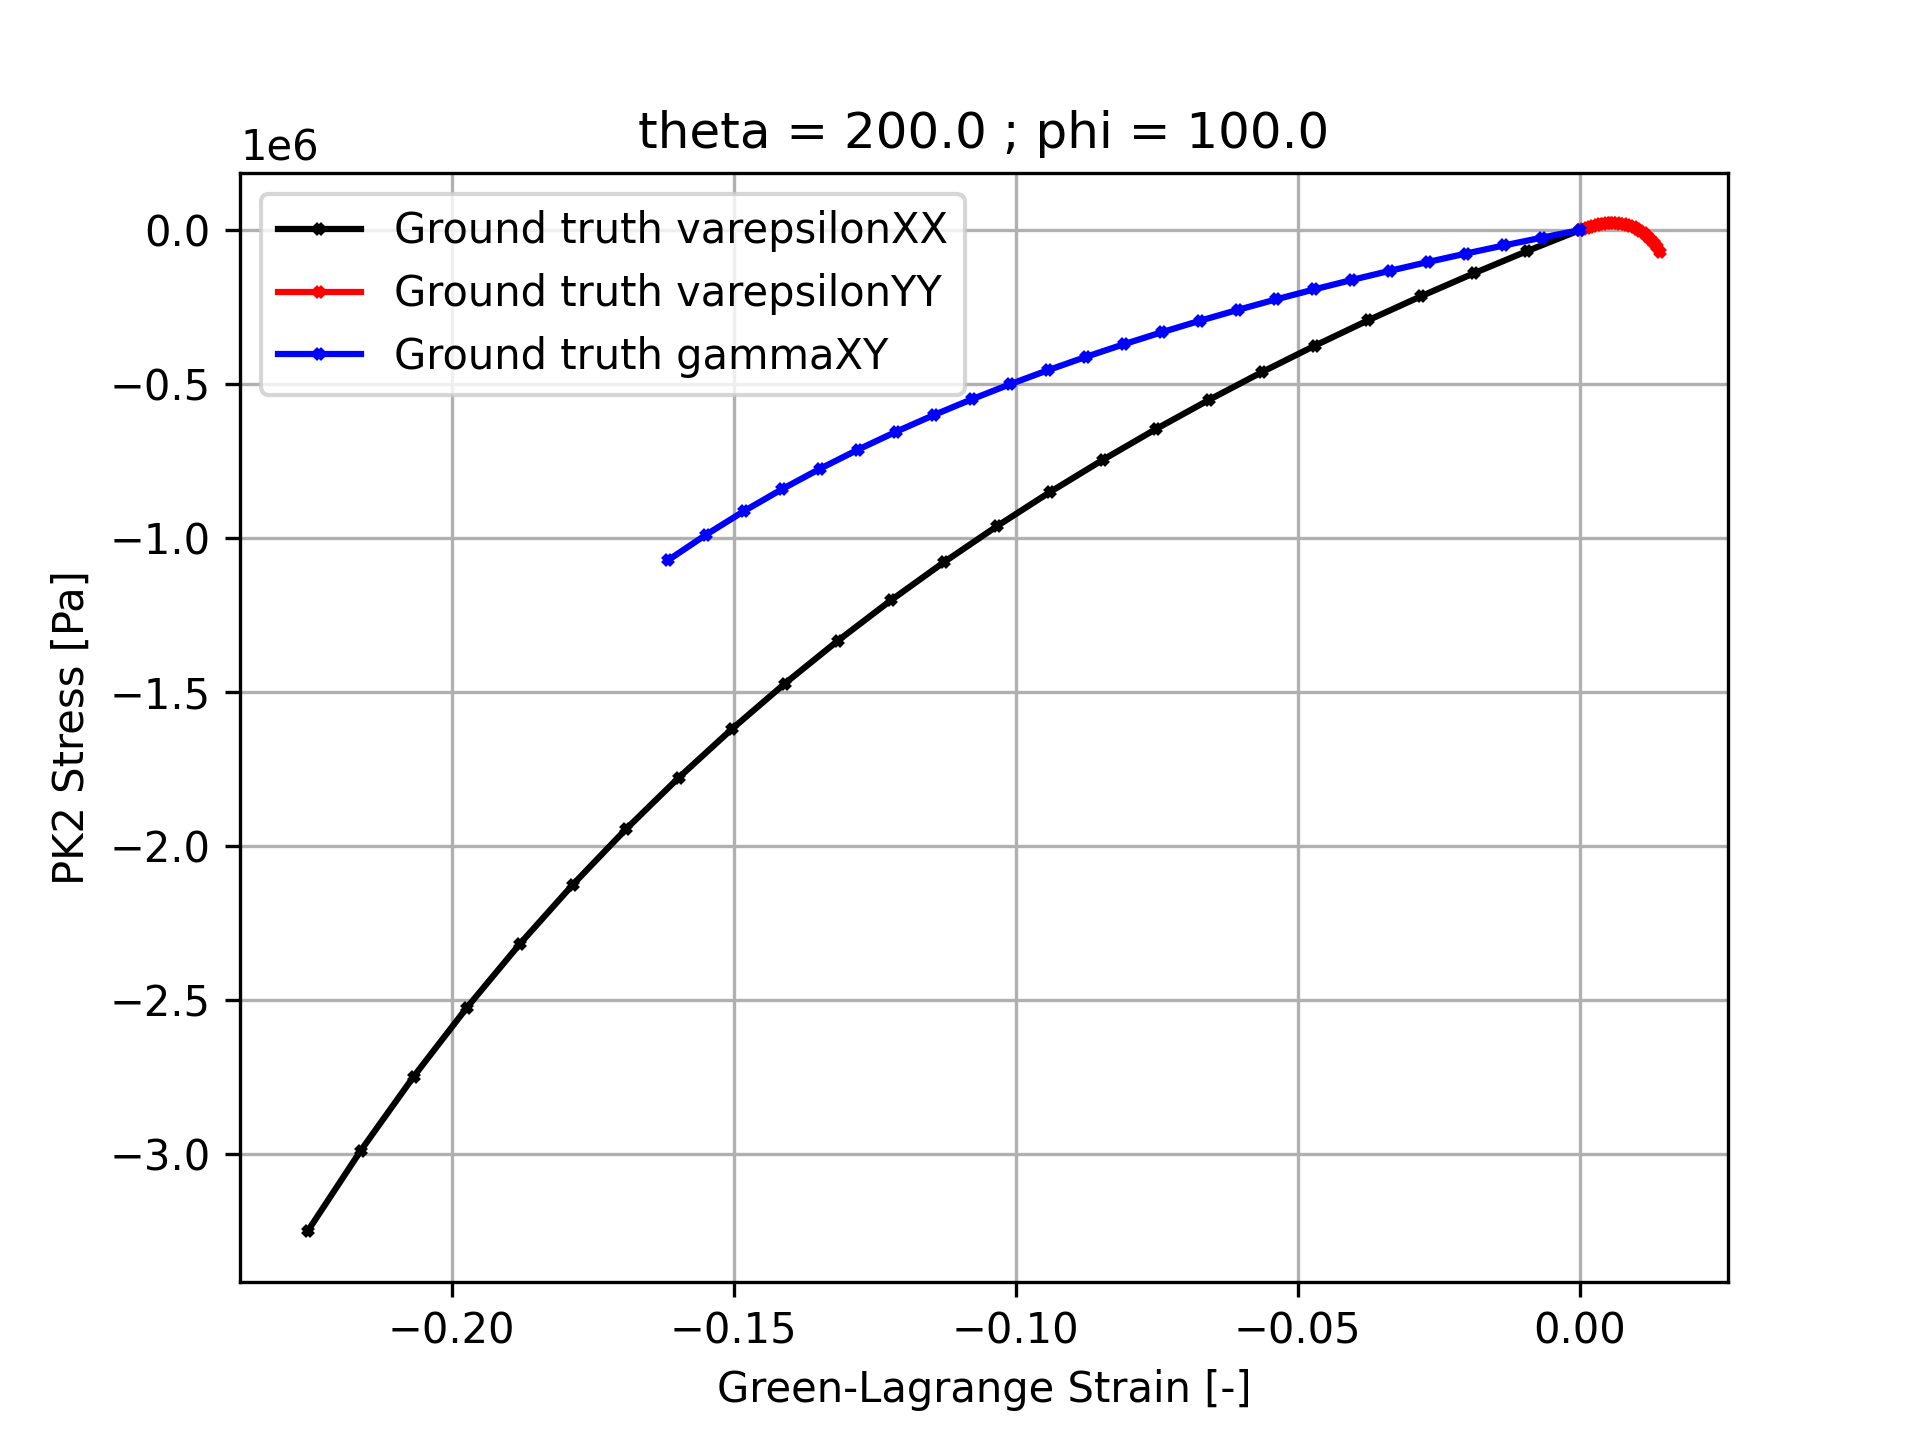 theta = 200.0 ; phi = 100.0
1e6
Ground truth varepsilonXX
Ground truth varepsilonYY
Ground truth gammaXY
0.0
−0.5
−1.0
−1.5
−2.0
−2.5
−3.0
PK2 Stress [Pa]
−0.20 −0.15 −0.10 −0.05 0.00
Green-Lagrange Strain [-]